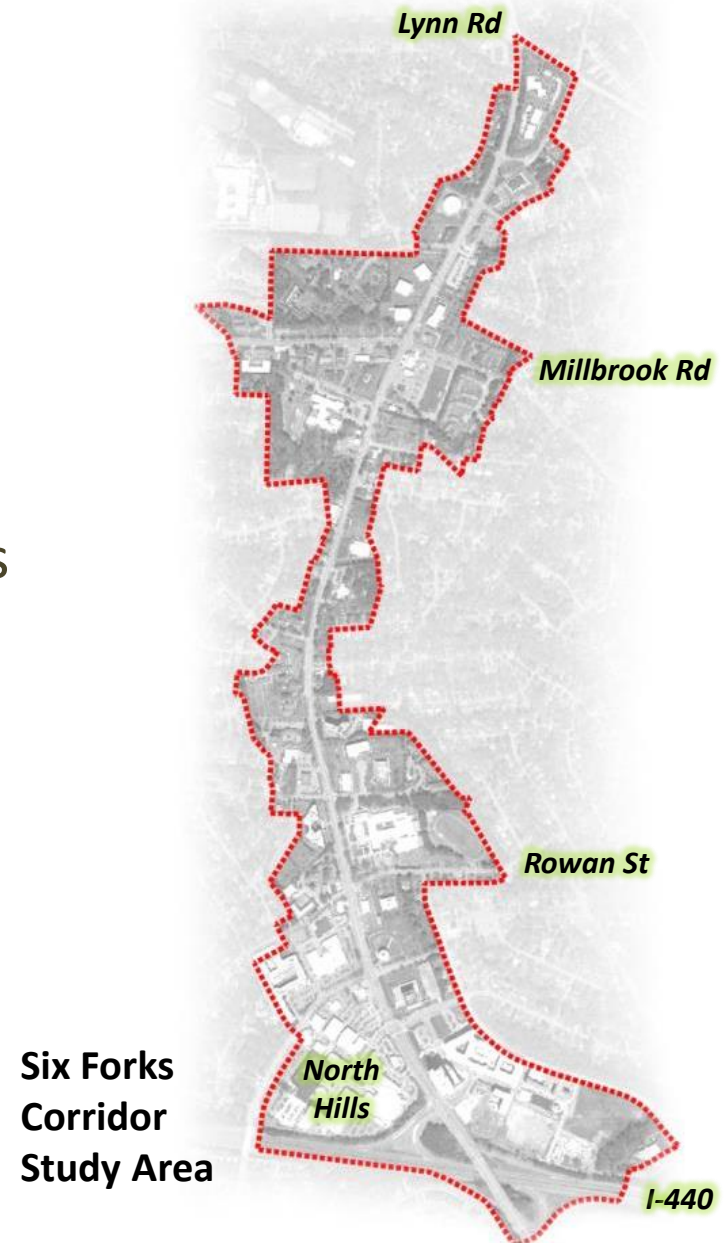 Lynn Rd
Millbrook Rd
s
Rowan St
Six Forks
Corridor
Study Area
North
Hills
I-440